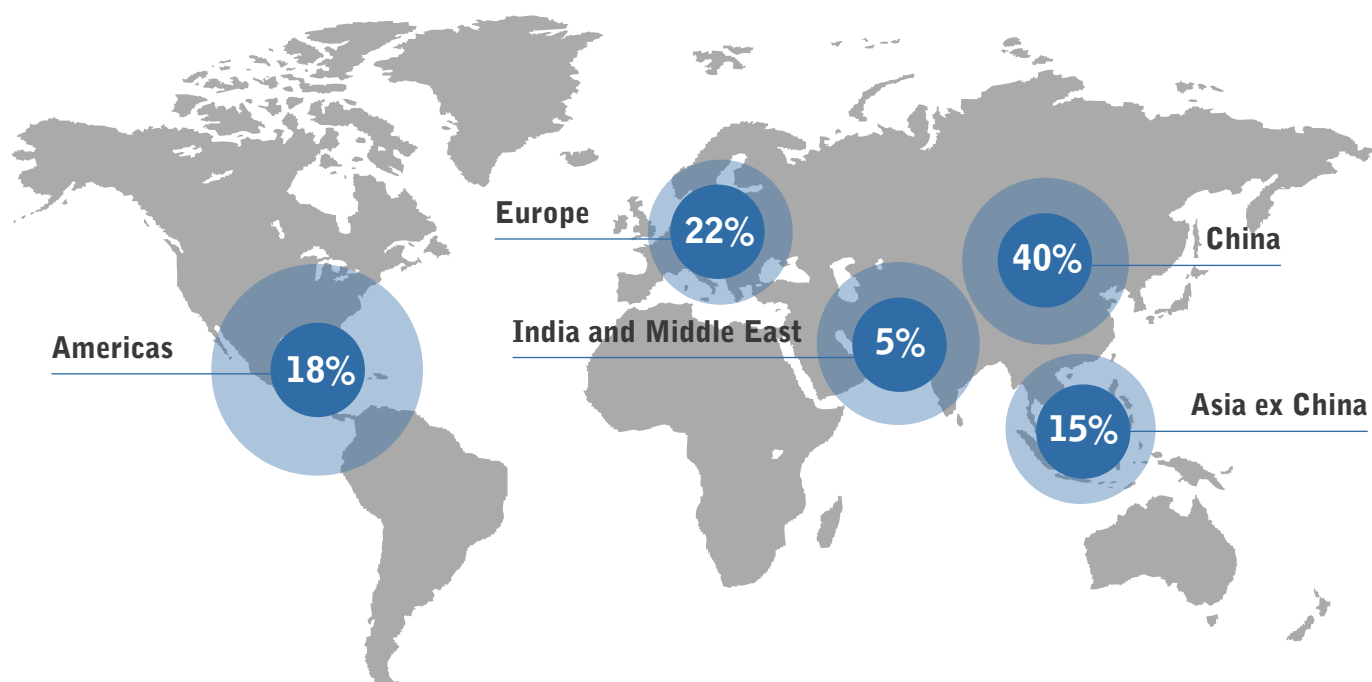 Europe
22%
China
40%
India and Middle East
5%
Americas
18%
Asia ex China
15%